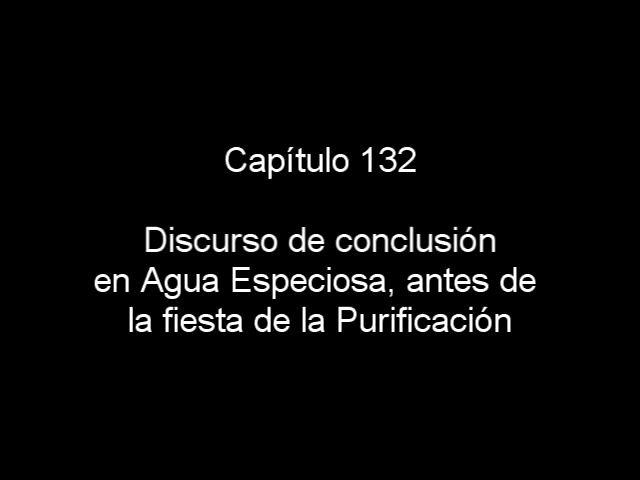 Capítulo 132
Discurso de conclusión
en Agua Especiosa, antes de
la fiesta de la Purificación